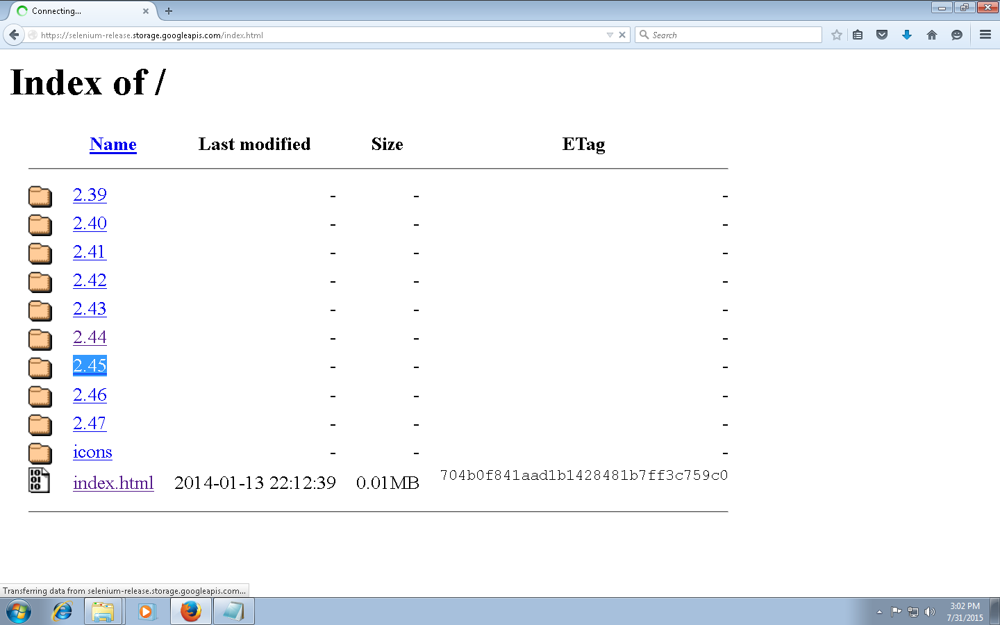 Connecting...
https://selenium-release.storage.googleapis.com/index.html
Search
Index of /
Name Last modified Size ETag
2.39 - - -
2.40 - - -
2.41 - - -
2.42 - - -
2.43 - - -
2.44 - - -
2.45 - - -
2.46 - - -
2.47 - - -
icons - - -
index.html 2014-01-13 22:12:39 0.01MB 704b0f841aad1b1428481b7ff3c759c0
Transferring data from selenium-release.storage.googleapis.com...
3:02 PM
7/31/2015